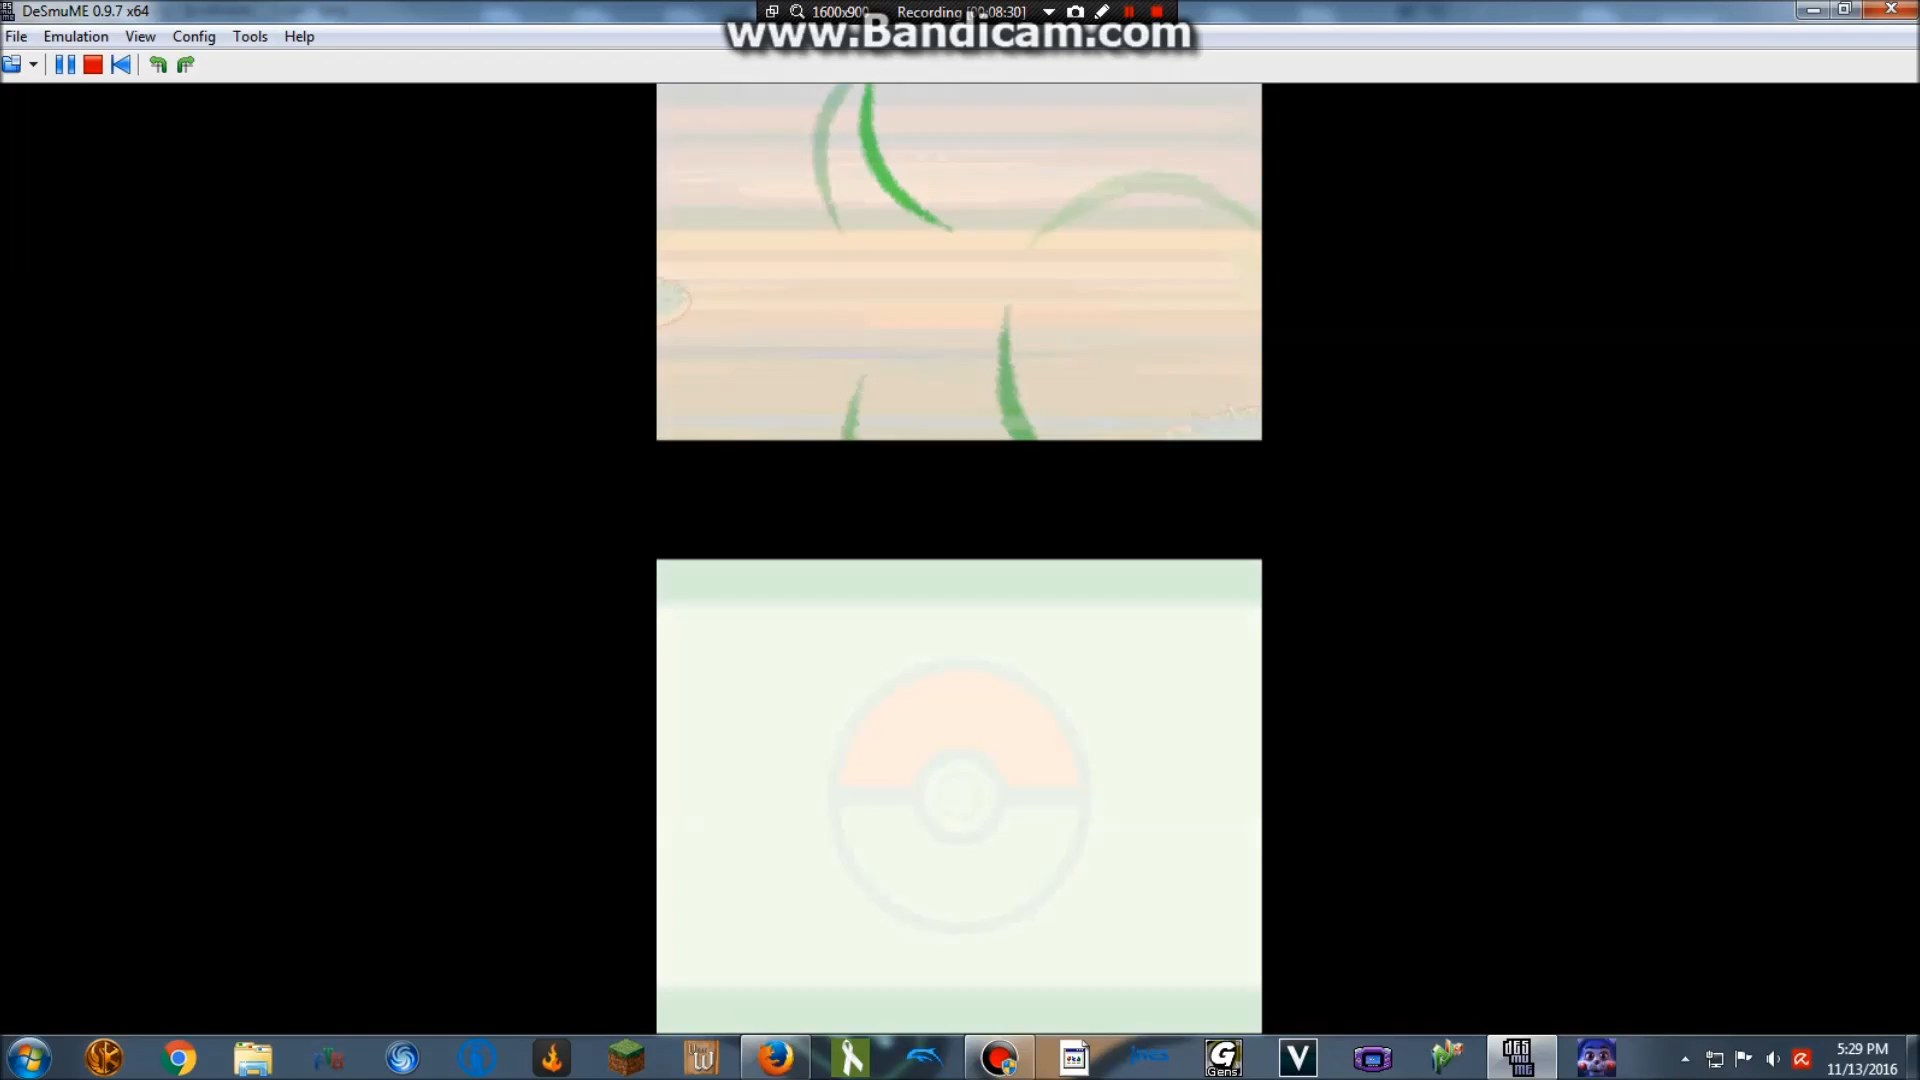 DeSmuME 0.9.7 x64
1600x900 Recording [00:08:30]
www.Bandicam.com
File Emulation View Config Tools Help
Gens
V
5:29 PM
11/13/2016